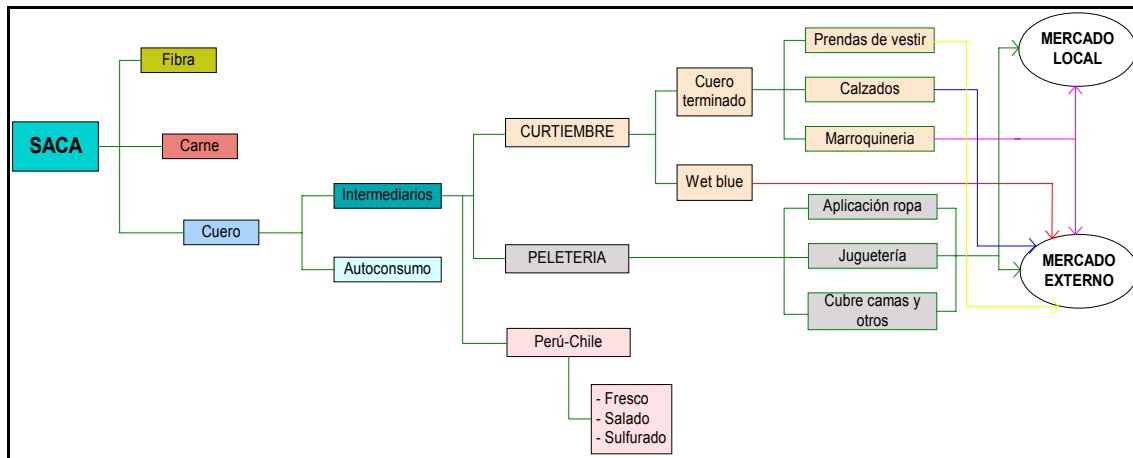 Fibra
SACA
Carne
Cuero
Intermediarios
Autoconsumo
CURTIEMBRE
PELETERIA
Perú-Chile
- Fresco
- Salado
- Sulfurado
Cuero
terminado
Wet blue
Prendas de vestir
Calzados
Marroquineria
Aplicación ropa
Juguetería
Cubre camas y
otros
MERCADO
LOCAL
MERCADO
EXTERNO